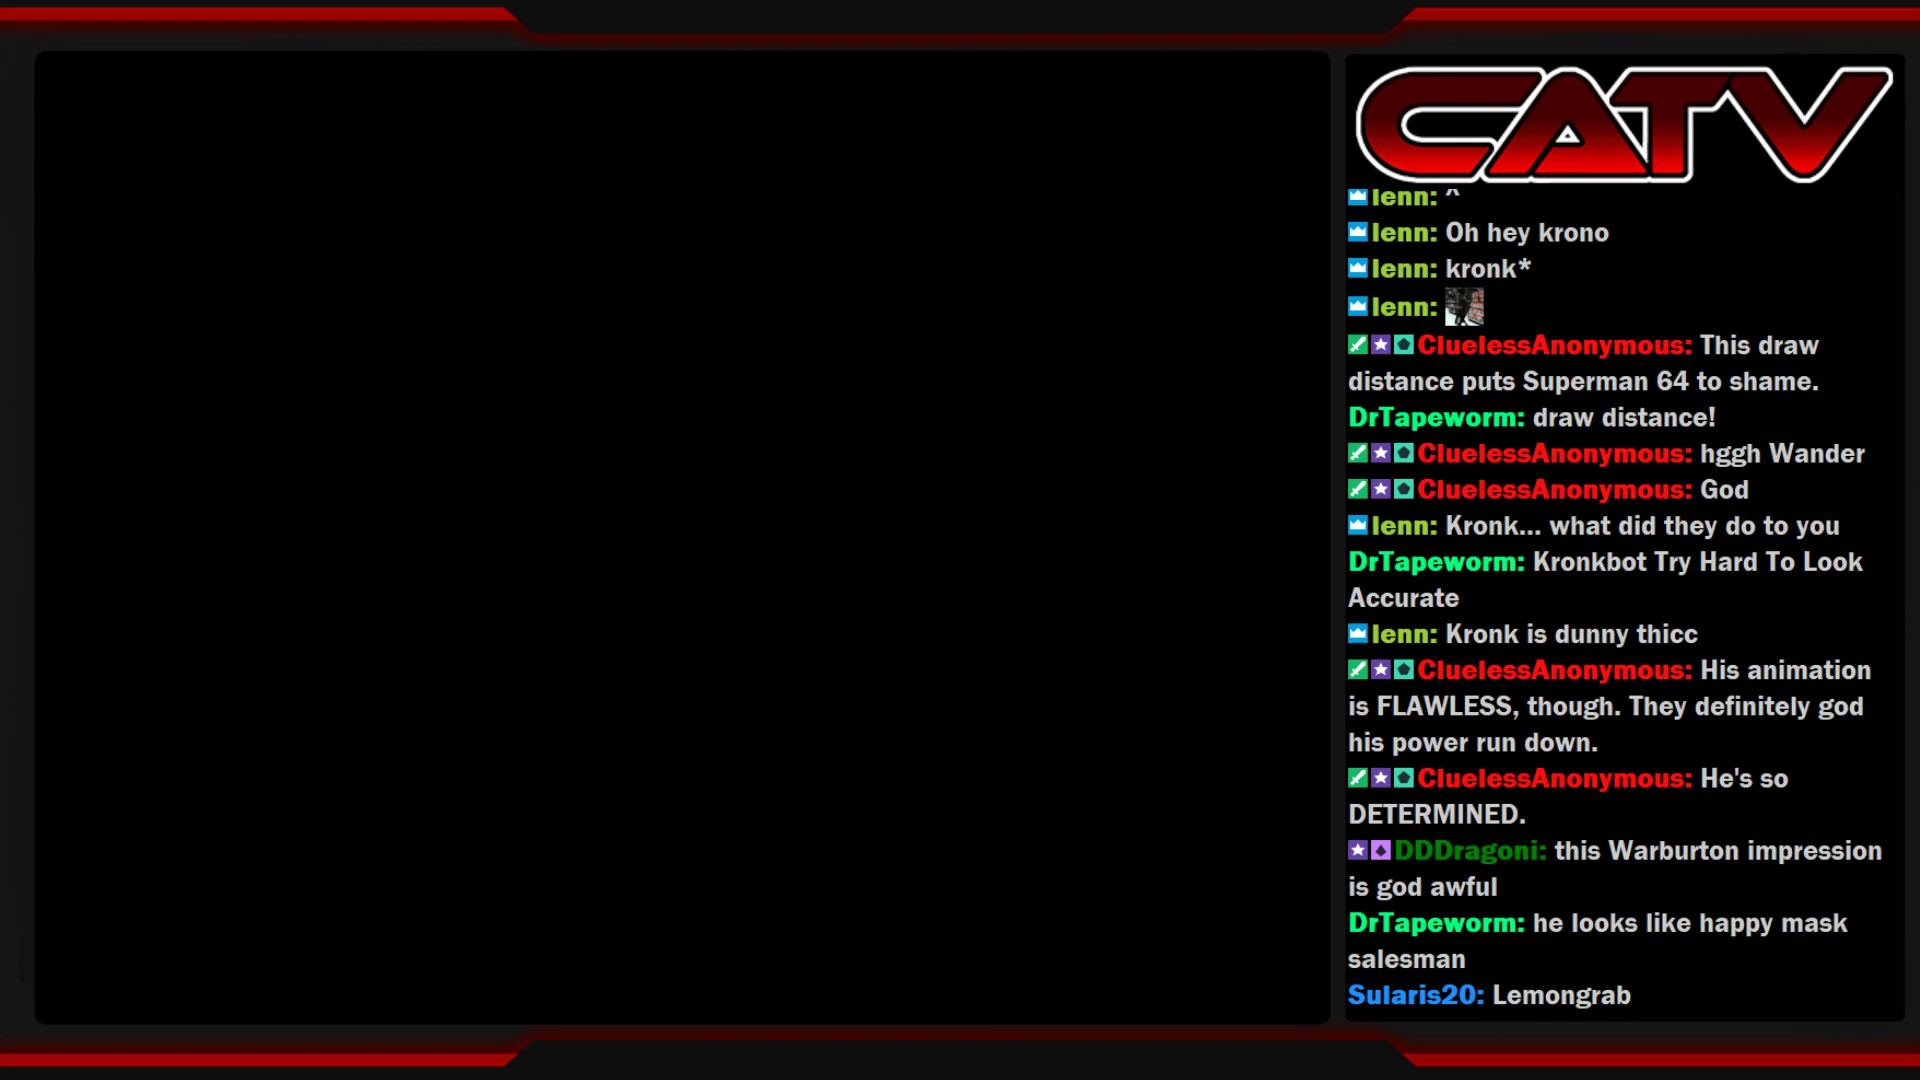 CATV
lenn: ^
lenn: Oh hey krono
lenn: kronk*
lenn:
CluelessAnonymous: This draw
distance puts Superman 64 to shame.
DrTapeworm: draw distance!
CluelessAnonymous: hggh Wander
CluelessAnonymous: God
lenn: Kronk... what did they do to you
DrTapeworm: Kronkbot Try Hard To Look
Accurate
lenn: Kronk is dunny thicc
CluelessAnonymous: His animation
is FLAWLESS, though. They definitely god
his power run down.
CluelessAnonymous: He's so
DETERMINED.
DDDragoni: this Warburton impression
is god awful
DrTapeworm: he looks like happy mask
salesman
Sularis20: Lemongrab